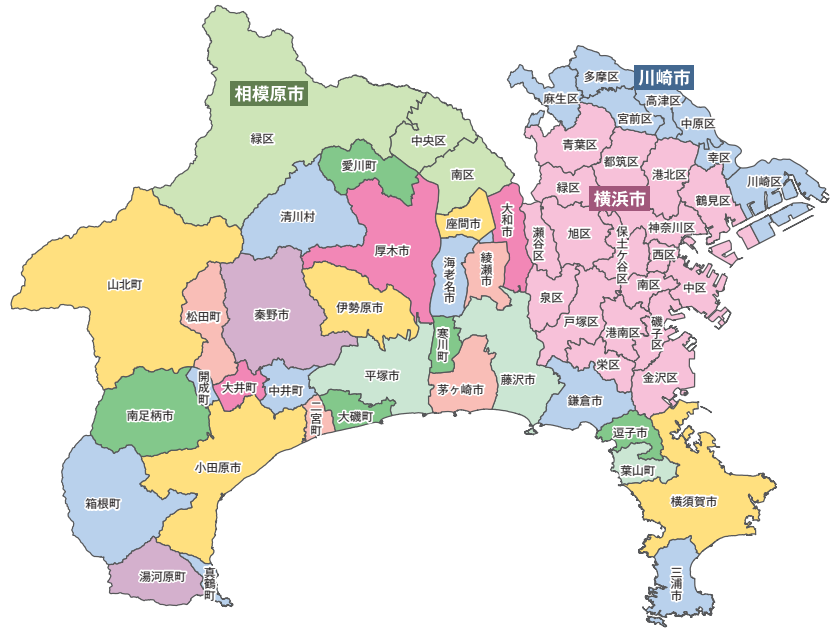 相模原市
緑区
中央区
南区
愛川町
清川村
厚木市
座間市
大和市
海老名市
綾瀬市
山北町
松田町
秦野市
伊勢原市
寒川町
開成町
大井町
中井町
平塚市
茅ヶ崎市
藤沢市
南足柄市
二宮町
大磯町
小田原市
箱根町
湯河原町
真鶴町
川崎市
多摩区
麻生区
高津区
宮前区
中原区
幸区
川崎区
横浜市
青葉区
都筑区
港北区
鶴見区
緑区
瀬谷区
旭区
保土ケ谷区
神奈川区
西区
中区
南区
泉区
戸塚区
港南区
磯子区
栄区
金沢区
鎌倉市
逗子市
葉山町
横須賀市
三浦市